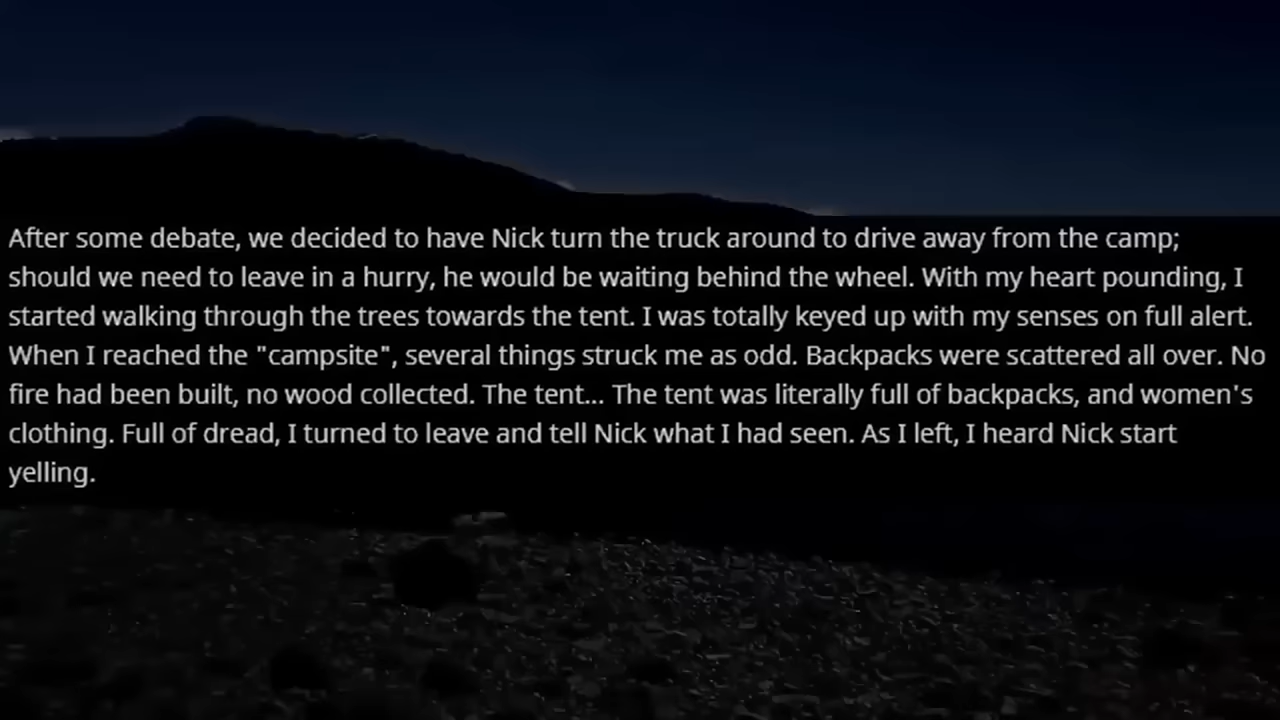 After some debate, we decided to have Nick turn the truck around to drive away from the camp;
should we need to leave in a hurry, he would be waiting behind the wheel. With my heart pounding, I
started walking through the trees towards the tent. I was totally keyed up with my senses on full alert.
When I reached the "campsite", several things struck me as odd. Backpacks were scattered all over. No
fire had been built, no wood collected. The tent... The tent was literally full of backpacks, and women's
clothing. Full of dread, I turned to leave and tell Nick what I had seen. As I left, I heard Nick start
yelling.